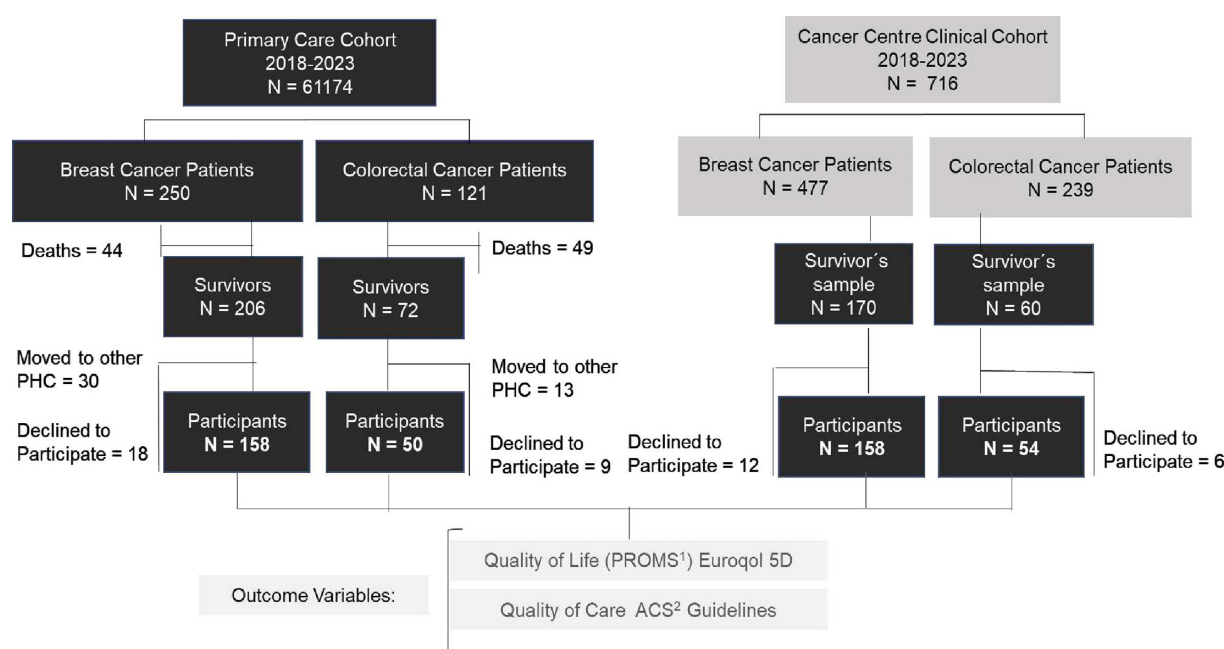 Primary Care Cohort
2018-2023
N = 61174
Cancer Centre Clinical Cohort
2018-2023
N = 716
Breast Cancer Patients
N = 250
Colorectal Cancer Patients
N = 121
Breast Cancer Patients
N = 477
Colorectal Cancer Patients
N = 239
Deaths = 44
Deaths = 49
Survivors
N = 206
Survivors
N = 72
Survivor´s
sample
N = 170
Survivor´s
sample
N = 60
Moved to other
PHC = 30
Moved to other
PHC = 13
Participants
N = 158
Participants
N = 50
Participants
N = 158
Participants
N = 54
Declined to
Participate = 18
Declined to
Participate = 9
Declined to
Participate = 12
Declined to
Participate = 6
Outcome Variables:
Quality of Life (PROMS¹) Euroqol 5D
Quality of Care ACS² Guidelines